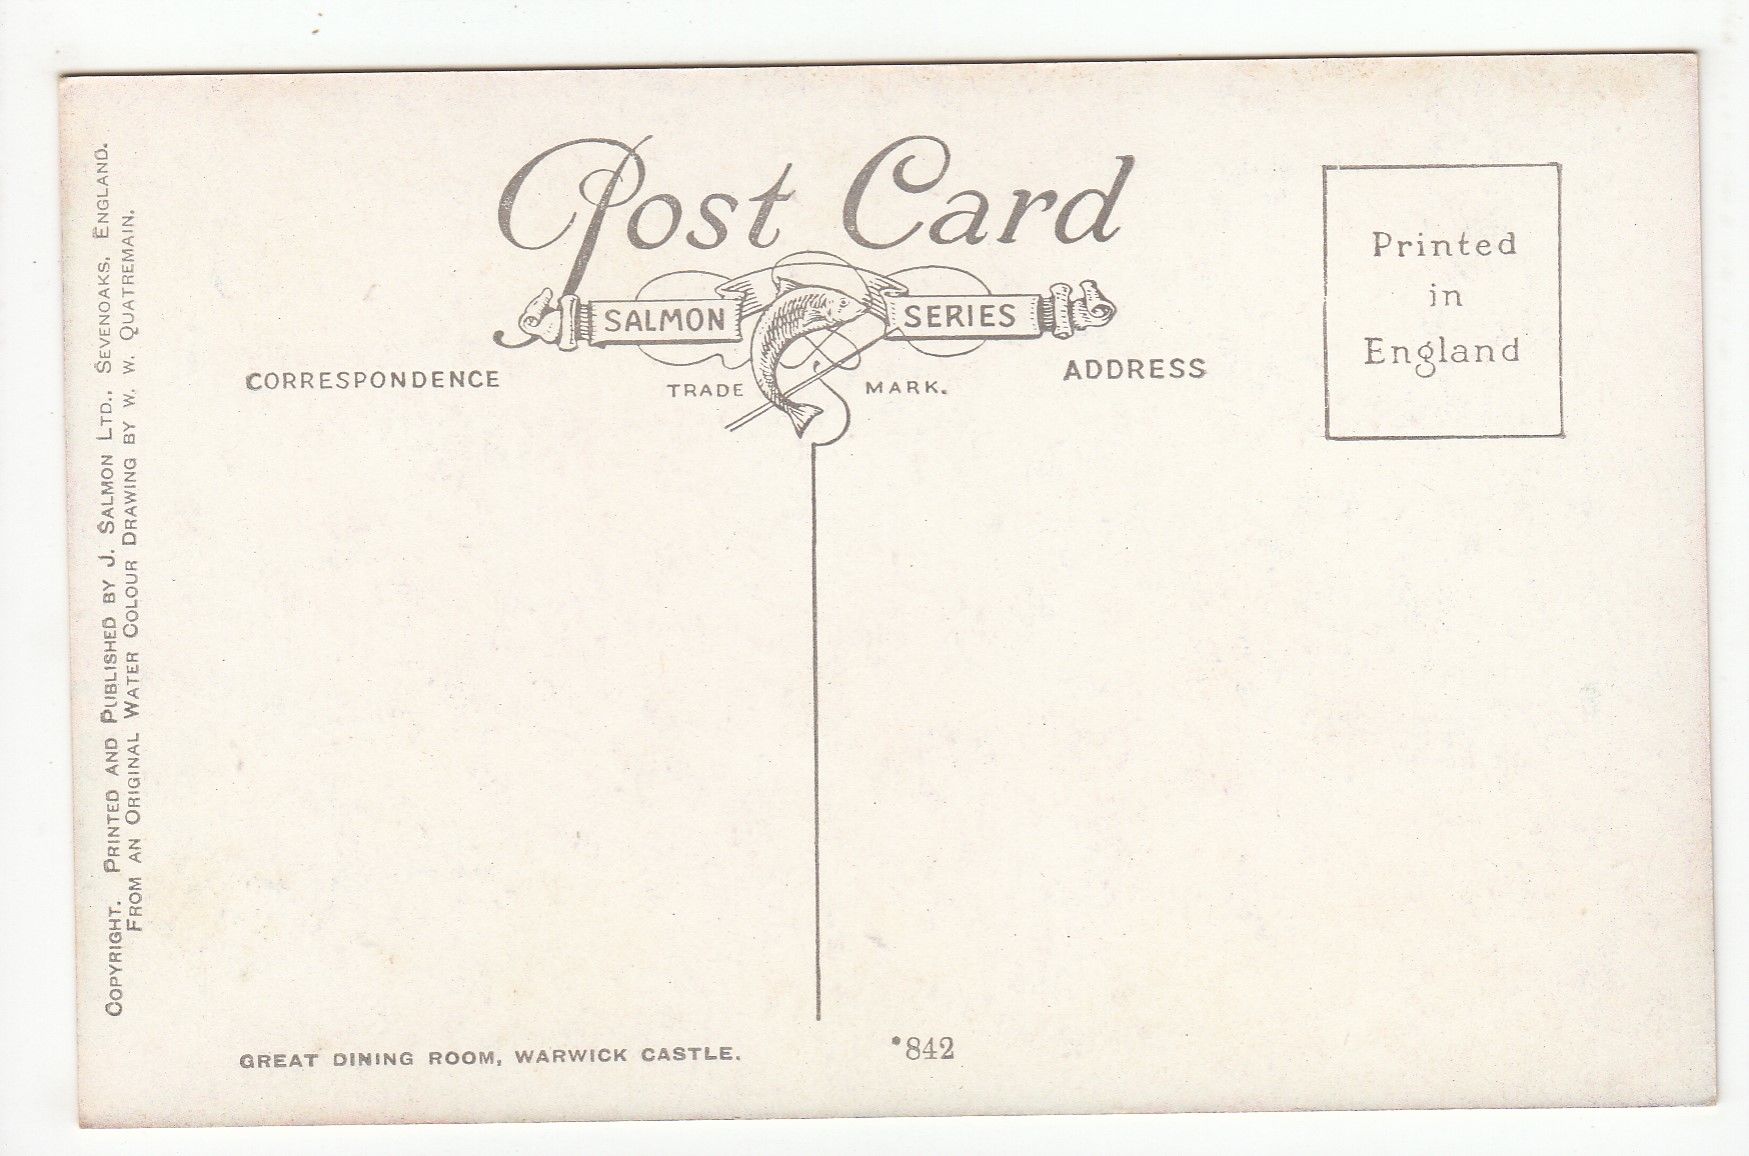 Post Card
SALMON SERIES
TRADE MARK.
CORRESPONDENCE
ADDRESS
Printed
in
England
COPYRIGHT. PRINTED AND PUBLISHED BY J. SALMON LTD., SEVENOAKS, ENGLAND.
FROM AN ORIGINAL WATER COLOUR DRAWING BY W. W. QUATREMAIN.
GREAT DINING ROOM, WARWICK CASTLE.
*842